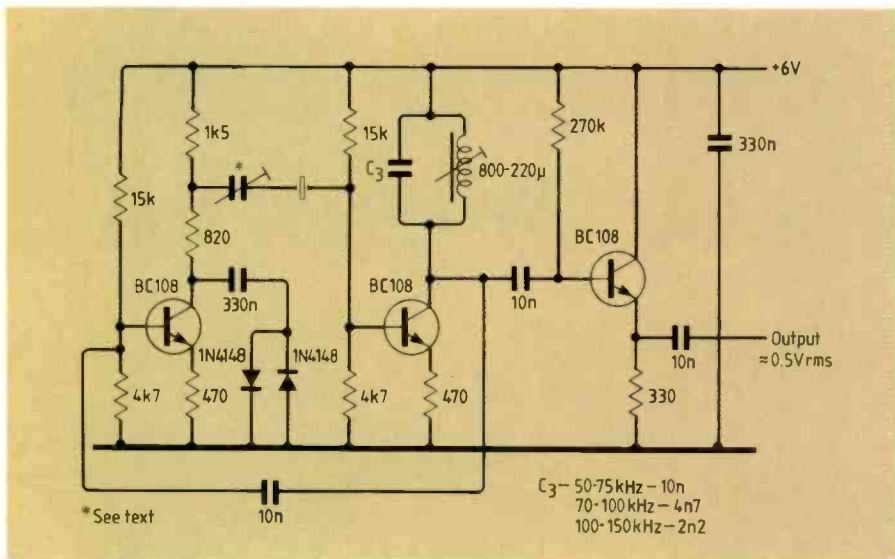 +6V
1k5
15k
15k
*
C3
800-220µ
270k
330n
820
BC108
330n
BC108
BC108
10n
1N4148
1N4148
10n
Output
≈0.5V rms
4k7
470
4k7
470
330
10n
* See text
C3 – 50-75kHz – 10n
70-100kHz – 4n7
100-150kHz – 2n2